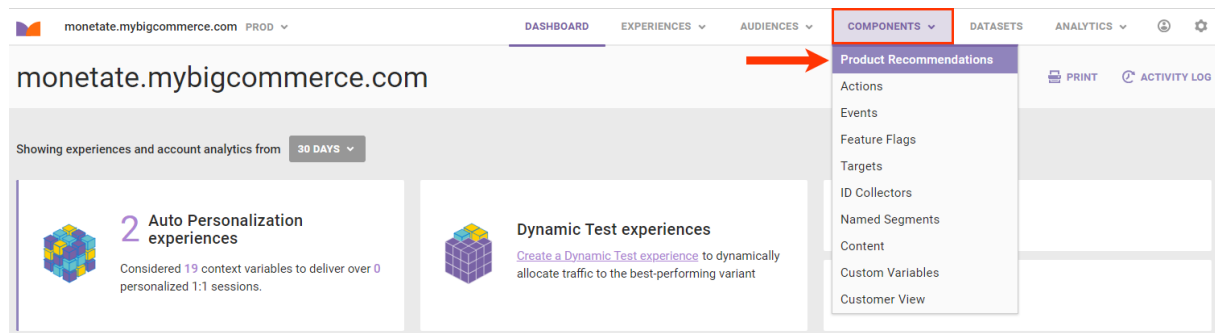 monetate.mybigcommerce.com PROD
DASHBOARD EXPERIENCES AUDIENCES COMPONENTS DATASETS ANALYTICS
monetate.mybigcommerce.com
PRINT ACTIVITY LOG
Product Recommendations
Actions
Events
Feature Flags
Targets
ID Collectors
Named Segments
Content
Custom Variables
Customer View
Showing experiences and account analytics from 30 DAYS
2 Auto Personalization
experiences
Considered 19 context variables to deliver over 0
personalized 1:1 sessions.
Dynamic Test experiences
Create a Dynamic Test experience to dynamically
allocate traffic to the best-performing variant